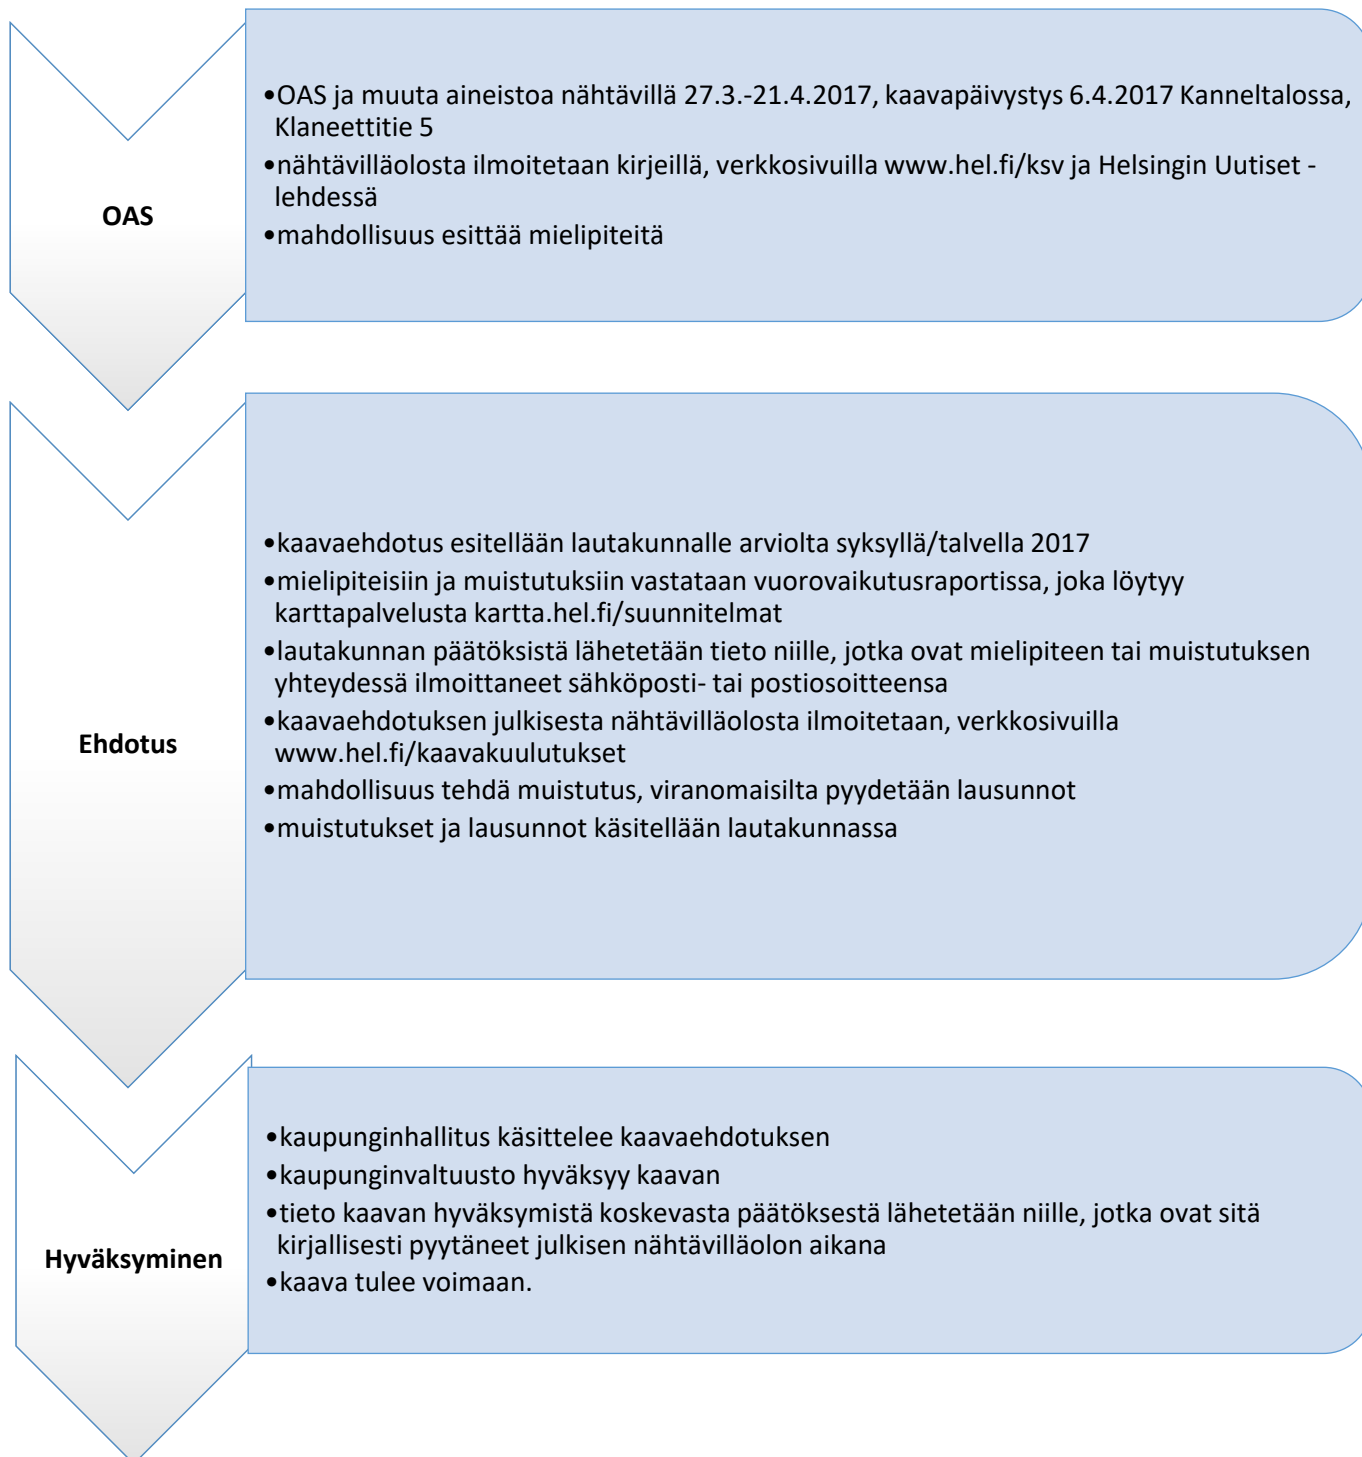 OAS
•OAS ja muuta aineistoa nähtävillä 27.3.-21.4.2017, kaavapäivystys 6.4.2017 Kanneltalossa,
Klaneettitie 5
•nähtävilläolosta ilmoitetaan kirjeillä, verkkosivuilla www.hel.fi/ksv ja Helsingin Uutiset -
lehdessä
•mahdollisuus esittää mielipiteitä
Ehdotus
•kaavaehdotus esitellään lautakunnalle arviolta syksyllä/talvella 2017
•mielipiteisiin ja muistutuksiin vastataan vuorovaikutusraportissa, joka löytyy
karttapalvelusta kartta.hel.fi/suunnitelmat
•lautakunnan päätöksistä lähetetään tieto niille, jotka ovat mielipiteen tai muistutuksen
yhteydessä ilmoittaneet sähköposti- tai postiosoitteensa
•kaavaehdotuksen julkisesta nähtävilläolosta ilmoitetaan, verkkosivuilla
www.hel.fi/kaavakuulutukset
•mahdollisuus tehdä muistutus, viranomaisilta pyydetään lausunnot
•muistutukset ja lausunnot käsitellään lautakunnassa
Hyväksyminen
•kaupunginhallitus käsittelee kaavaehdotuksen
•kaupunginvaltuusto hyväksyy kaavan
•tieto kaavan hyväksymistä koskevasta päätöksestä lähetetään niille, jotka ovat sitä
kirjallisesti pyytäneet julkisen nähtävilläolon aikana
•kaava tulee voimaan.